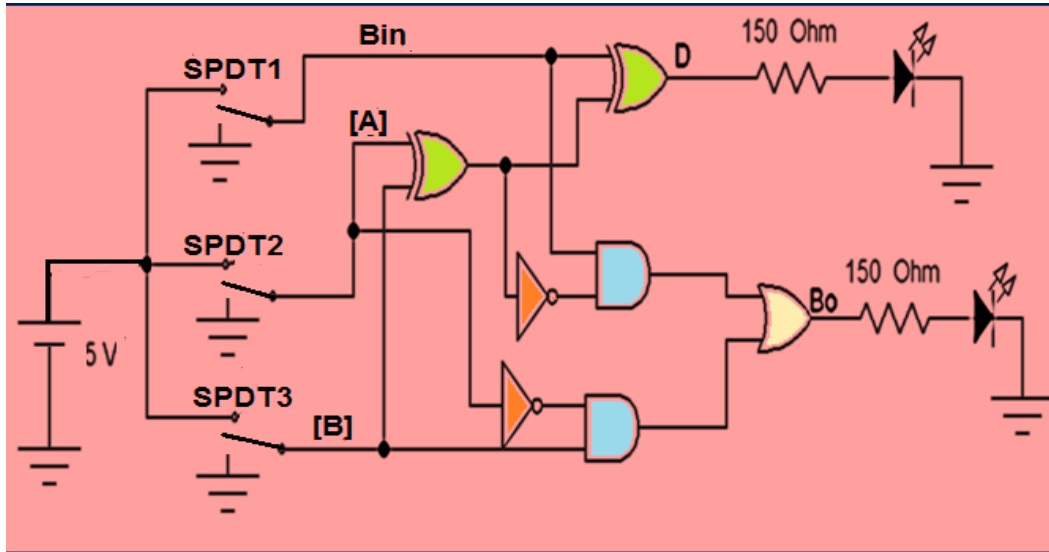 Bin
150 Ohm
D
SPDT1
[A]
SPDT2
150 Ohm
Bo
5 V
SPDT3
[B]